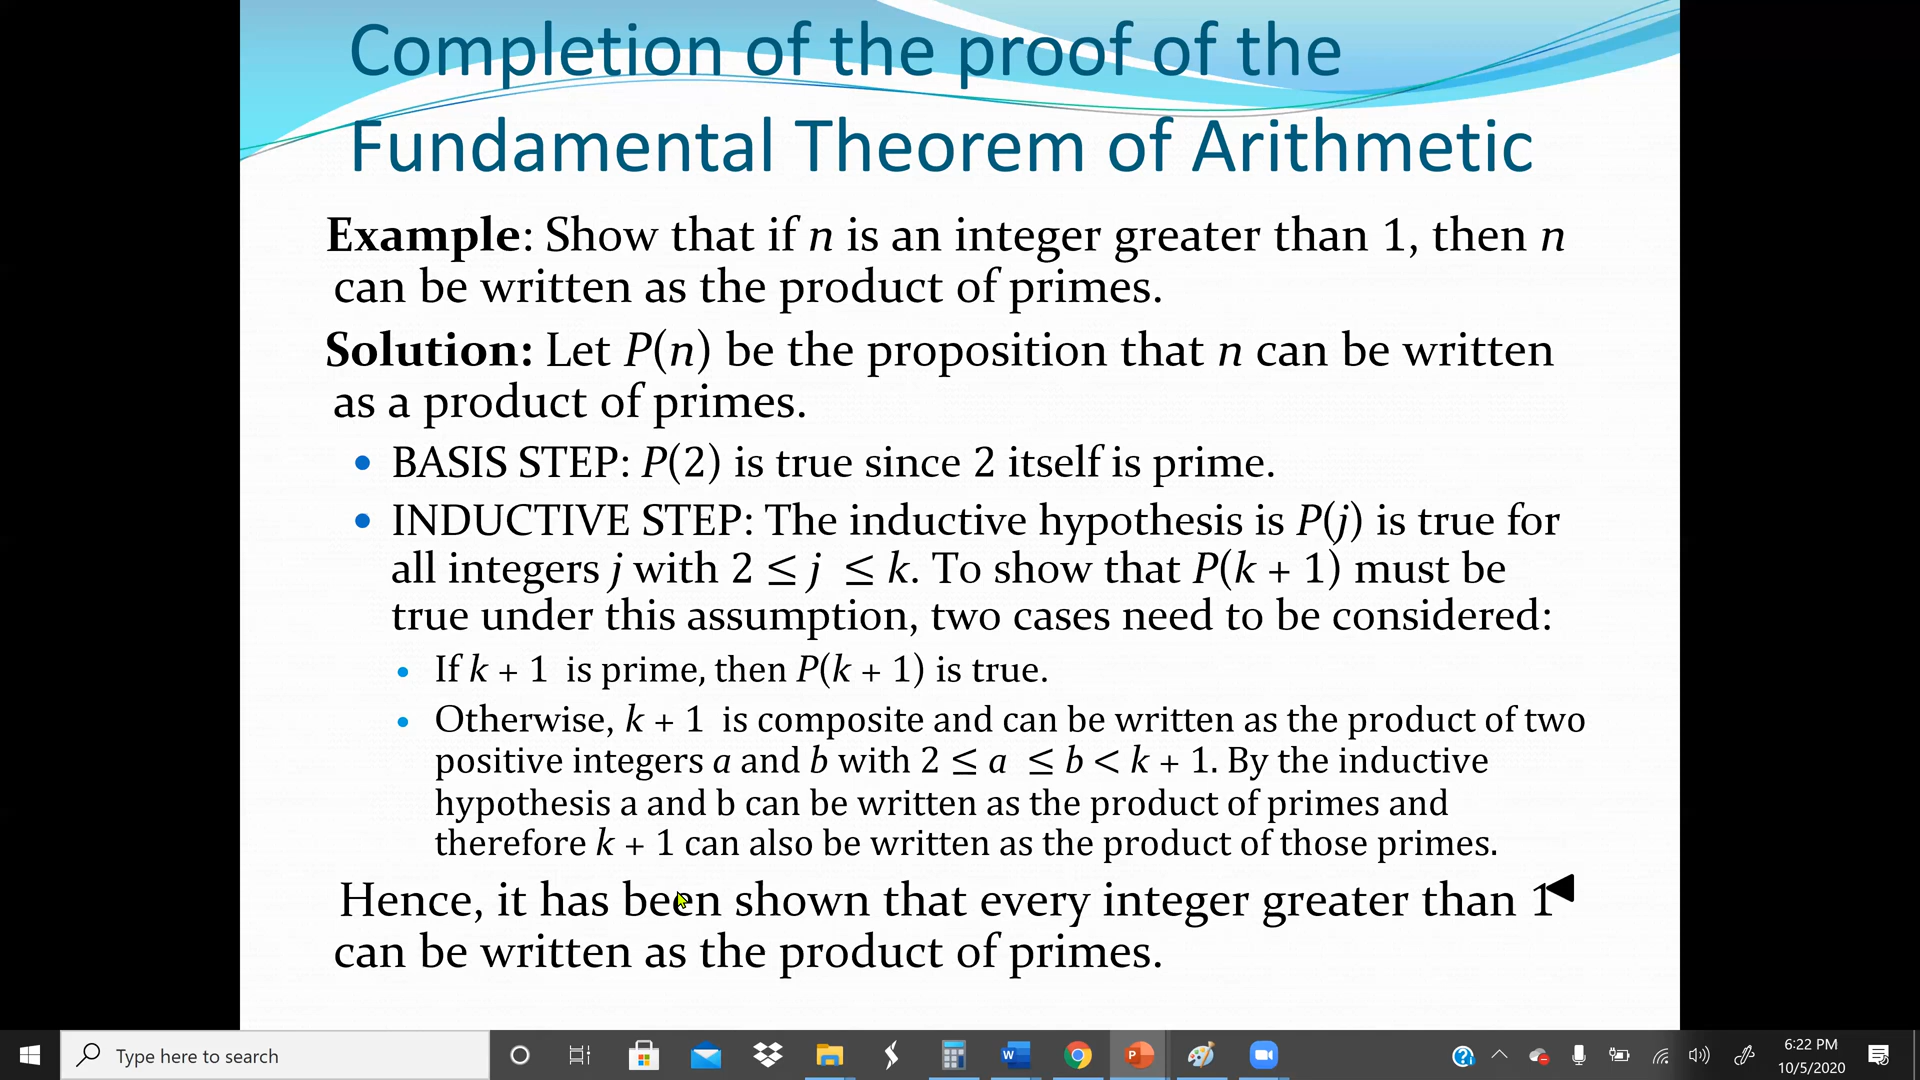 Completion of the proof of the
Fundamental Theorem of Arithmetic
Example: Show that if n is an integer greater than 1, then n
can be written as the product of primes.
Solution: Let P(n) be the proposition that n can be written
as a product of primes.
• BASIS STEP: P(2) is true since 2 itself is prime.
• INDUCTIVE STEP: The inductive hypothesis is P(j) is true for
all integers j with 2 ≤ j ≤ k. To show that P(k + 1) must be
true under this assumption, two cases need to be considered:
• If k + 1 is prime, then P(k + 1) is true.
• Otherwise, k + 1 is composite and can be written as the product of two
positive integers a and b with 2 ≤ a ≤ b < k + 1. By the inductive
hypothesis a and b can be written as the product of primes and
therefore k + 1 can also be written as the product of those primes.
Hence, it has been shown that every integer greater than 1
can be written as the product of primes.
Type here to search
6:22 PM
10/5/2020